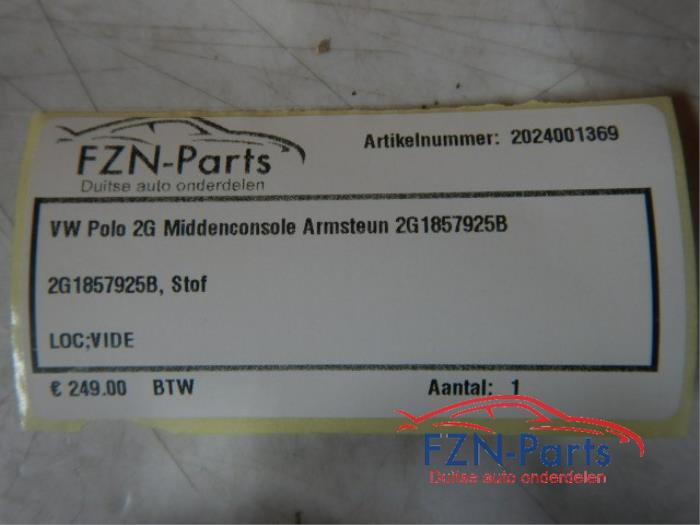 FZN-Parts
Duitse auto onderdelen
Artikelnummer: 2024001369
VW Polo 2G Middenconsole Armsteun 2G1857925B
2G1857925B, Stof
LOC;VIDE
€ 249.00 BTW Aantal: 1
FZN-Parts
Duitse auto onderdelen